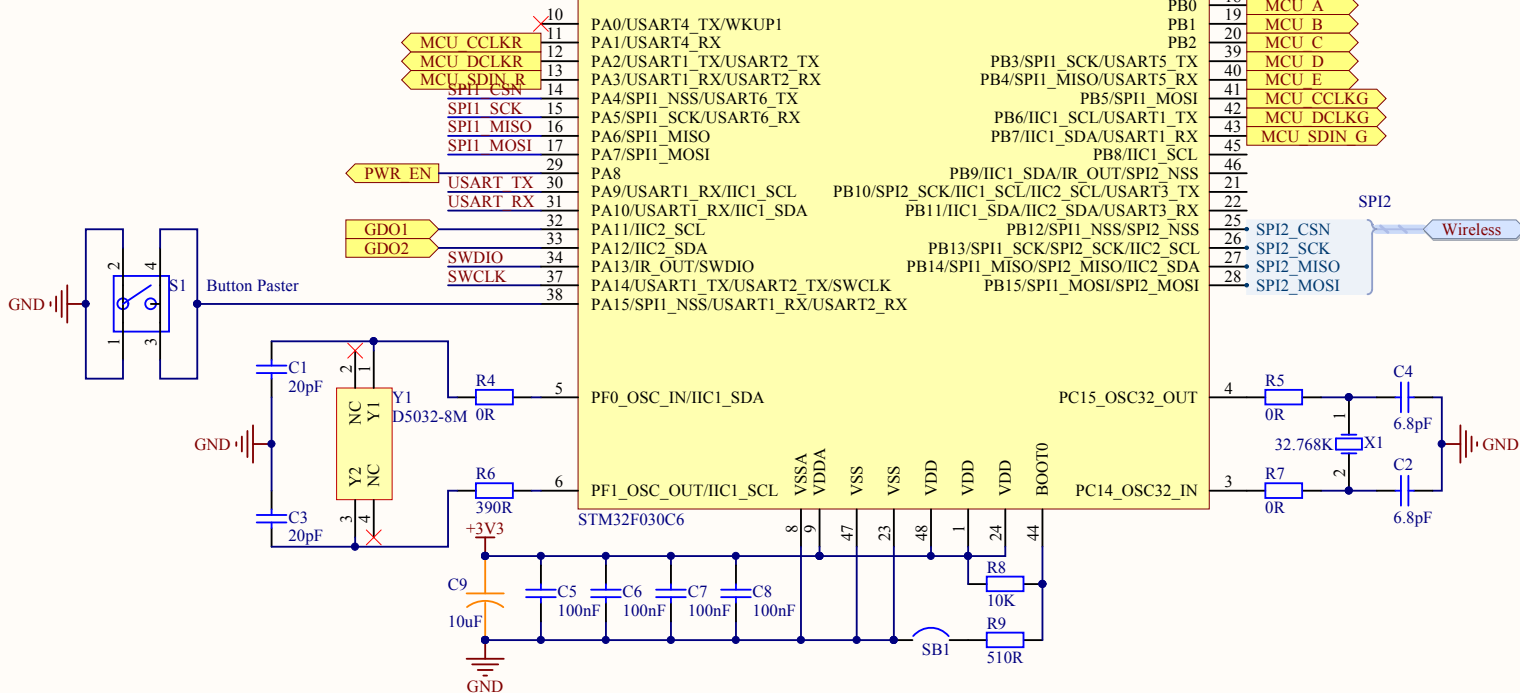 PB0 18 MCU_A
10 PA0/USART4_TX/WKUP1
PB1 19 MCU_B
MCU_CCLKR 11 PA1/USART4_RX
PB2 20 MCU_C
MCU_DCLKR 12 PA2/USART1_TX/USART2_TX
PB3/SPI1_SCK/USART5_TX 39 MCU_D
MCU_SDIN_R 13 PA3/USART1_RX/USART2_RX
PB4/SPI1_MISO/USART5_RX 40 MCU_E
SPI1_CSN 14 PA4/SPI1_NSS/USART6_TX
PB5/SPI1_MOSI 41 MCU_CCLKG
SPI1_SCK 15 PA5/SPI1_SCK/USART6_RX
PB6/IIC1_SCL/USART1_TX 42 MCU_DCLKG
SPI1_MISO 16 PA6/SPI1_MISO
PB7/IIC1_SDA/USART1_RX 43 MCU_SDIN_G
SPI1_MOSI 17 PA7/SPI1_MOSI
PB8/IIC1_SCL 45
PWR_EN 29 PA8
PB9/IIC1_SDA/IR_OUT/SPI2_NSS 46
USART_TX 30 PA9/USART1_RX/IIC1_SCL
PB10/SPI2_SCK/IIC1_SCL/IIC2_SCL/USART3_TX 21
USART_RX 31 PA10/USART1_RX/IIC1_SDA
PB11/IIC1_SDA/IIC2_SDA/USART3_RX 22
SPI2
GDO1 32 PA11/IIC2_SCL
PB12/SPI1_NSS/SPI2_NSS 25 SPI2_CSN
Wireless
GDO2 33 PA12/IIC2_SDA
PB13/SPI1_SCK/SPI2_SCK/IIC2_SCL 26 SPI2_SCK
SWDIO 34 PA13/IR_OUT/SWDIO
PB14/SPI1_MISO/SPI2_MISO/IIC2_SDA 27 SPI2_MISO
SWCLK 37 PA14/USART1_TX/USART2_TX/SWCLK
PB15/SPI1_MOSI/SPI2_MOSI 28 SPI2_MOSI
38 PA15/SPI1_NSS/USART1_RX/USART2_RX
GND
2 4
S1 Button Paster
1 3
C1
20pF
2 1
NC Y1
Y1
D5032-8M
GND
Y2 NC
3 4
C3
20pF
R4
0R
5 PF0_OSC_IN/IIC1_SDA
R6
390R
6 PF1_OSC_OUT/IIC1_SCL
PC15_OSC32_OUT 4
R5
0R
C4
6.8pF
1
32.768K X1
2
GND
PC14_OSC32_IN 3
R7
0R
C2
6.8pF
VSSA VDDA VSS VSS VDD VDD VDD BOOT0
STM32F030C6
8 9 47 23 48 1 24 44
+3V3
C9
10uF
C5
100nF
C6
100nF
C7
100nF
C8
100nF
R8
10K
SB1
R9
510R
GND